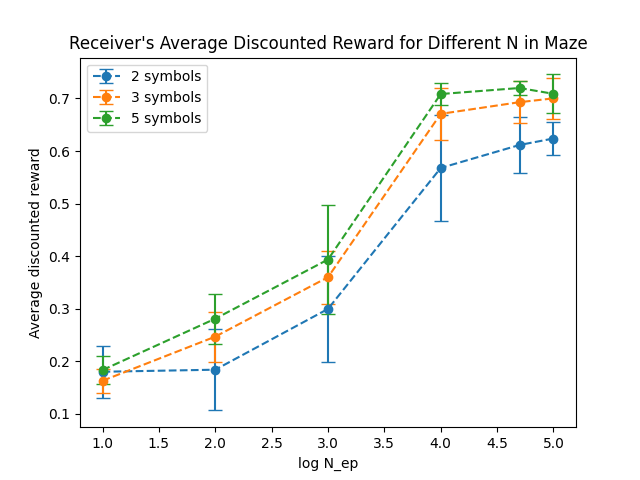 Receiver's Average Discounted Reward for Different N in Maze
2 symbols
3 symbols
5 symbols
Average discounted reward
0.7
0.6
0.5
0.4
0.3
0.2
0.1
1.0 1.5 2.0 2.5 3.0 3.5 4.0 4.5 5.0
log N_ep